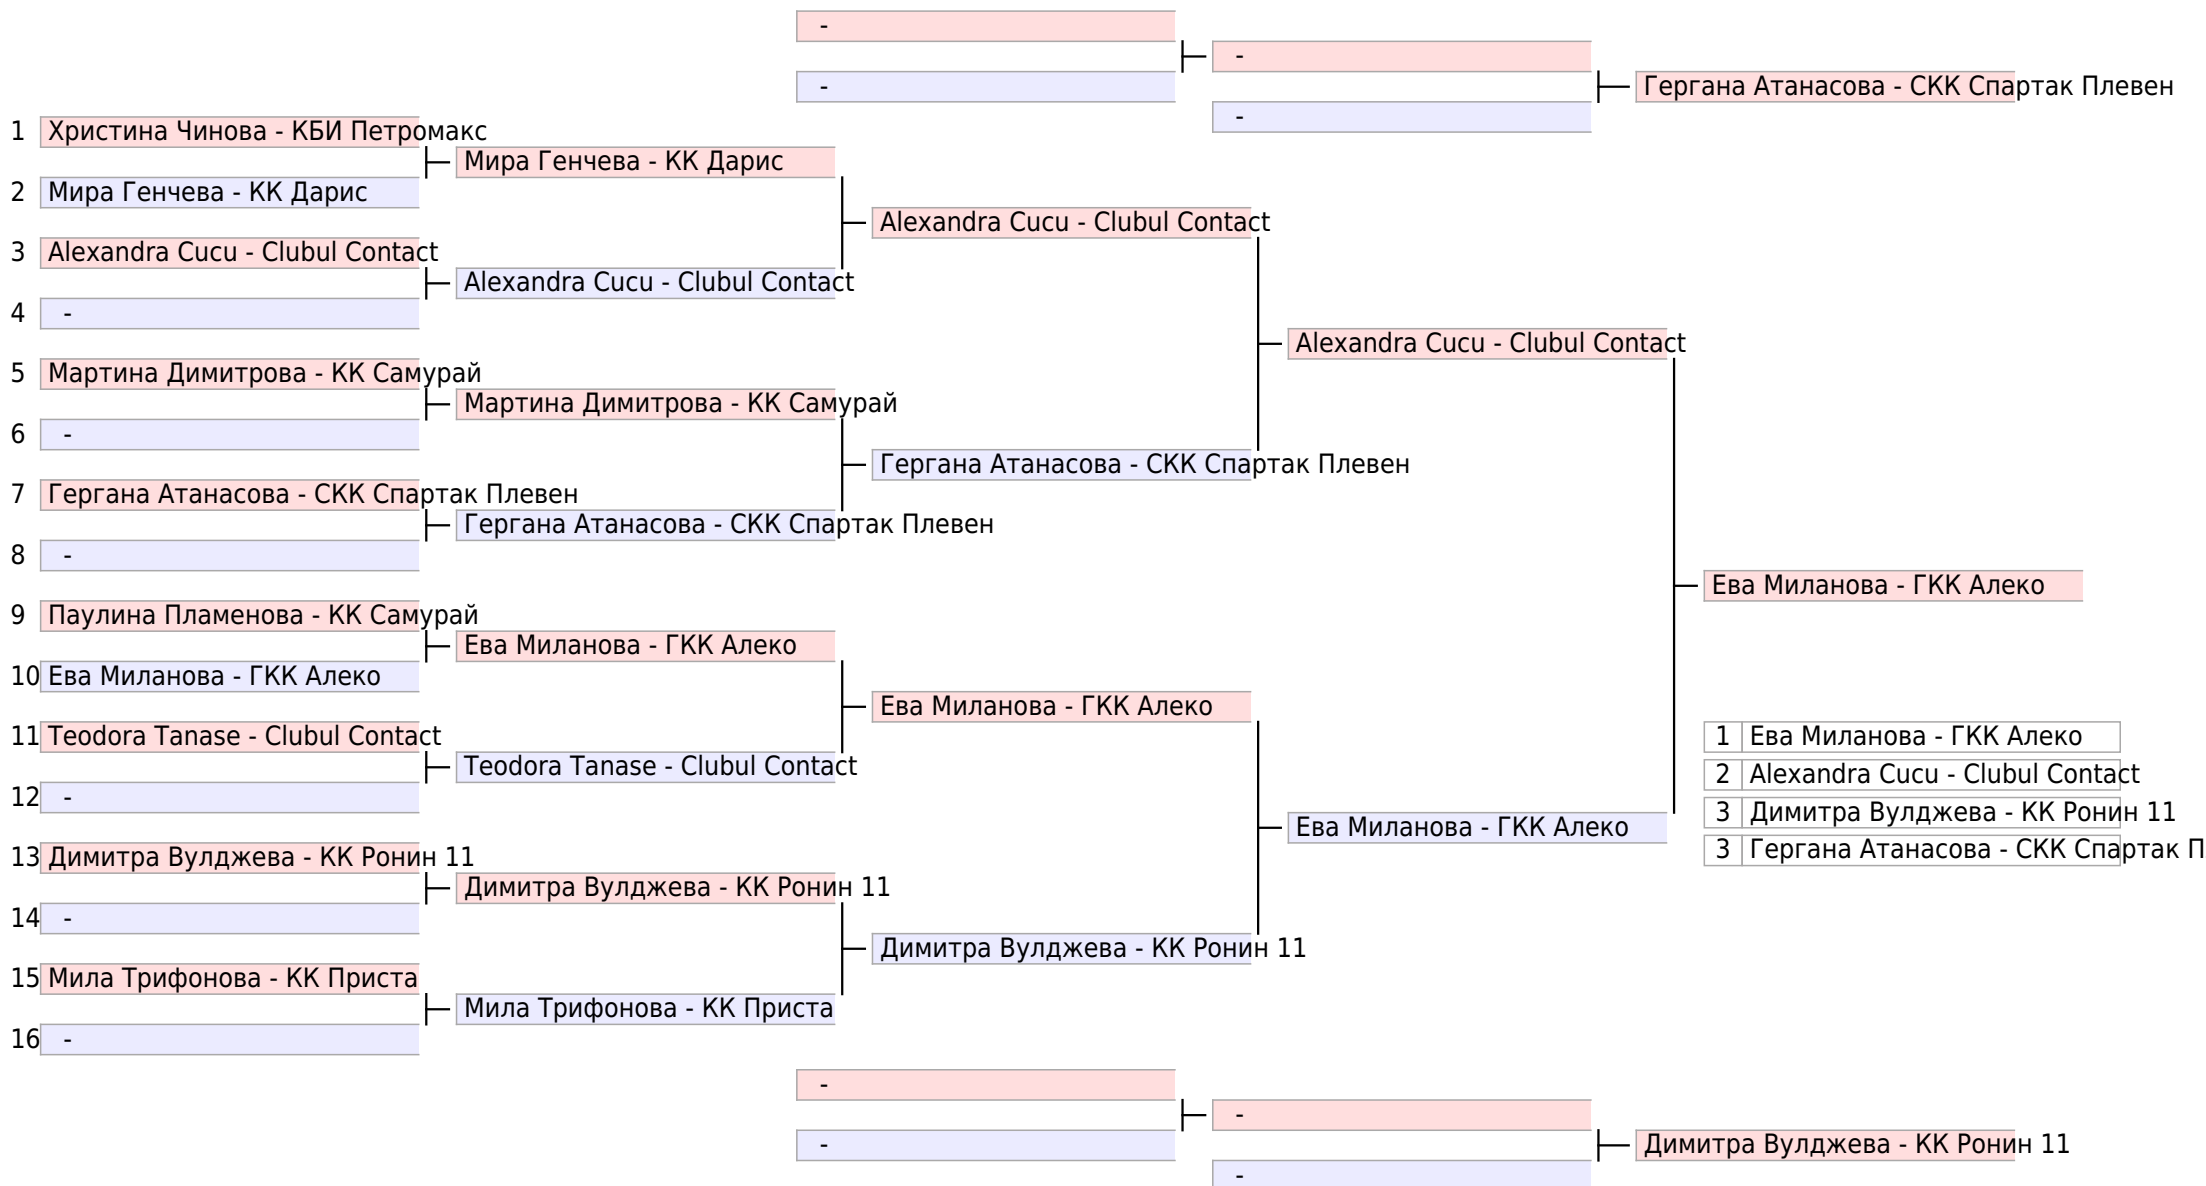 -
-
-
-
Гергана Атанасова - СКК Спартак Плевен
1 Христина Чинова - КБИ Петромакс
2 Мира Генчева - КК Дарис
3 Alexandra Cucu - Clubul Contact
4 -
5 Мартина Димитрова - КК Самурай
6 -
7 Гергана Атанасова - СКК Спартак Плевен
8 -
9 Паулина Пламенова - КК Самурай
10 Ева Миланова - ГКК Алеко
11 Teodora Tanase - Clubul Contact
12 -
13 Димитра Вулджева - КК Ронин 11
14 -
15 Мила Трифонова - КК Приста
16 -
Мира Генчева - КК Дарис
Alexandra Cucu - Clubul Contact
Мартина Димитрова - КК Самурай
Гергана Атанасова - СКК Спартак Плевен
Ева Миланова - ГКК Алеко
Teodora Tanase - Clubul Contact
Димитра Вулджева - КК Ронин 11
Мила Трифонова - КК Приста
Alexandra Cucu - Clubul Contact
Гергана Атанасова - СКК Спартак Плевен
Ева Миланова - ГКК Алеко
Димитра Вулджева - КК Ронин 11
Alexandra Cucu - Clubul Contact
Ева Миланова - ГКК Алеко
Ева Миланова - ГКК Алеко
1 Ева Миланова - ГКК Алеко
2 Alexandra Cucu - Clubul Contact
3 Димитра Вулджева - КК Ронин 11
3 Гергана Атанасова - СКК Спартак П
-
-
-
-
Димитра Вулджева - КК Ронин 11